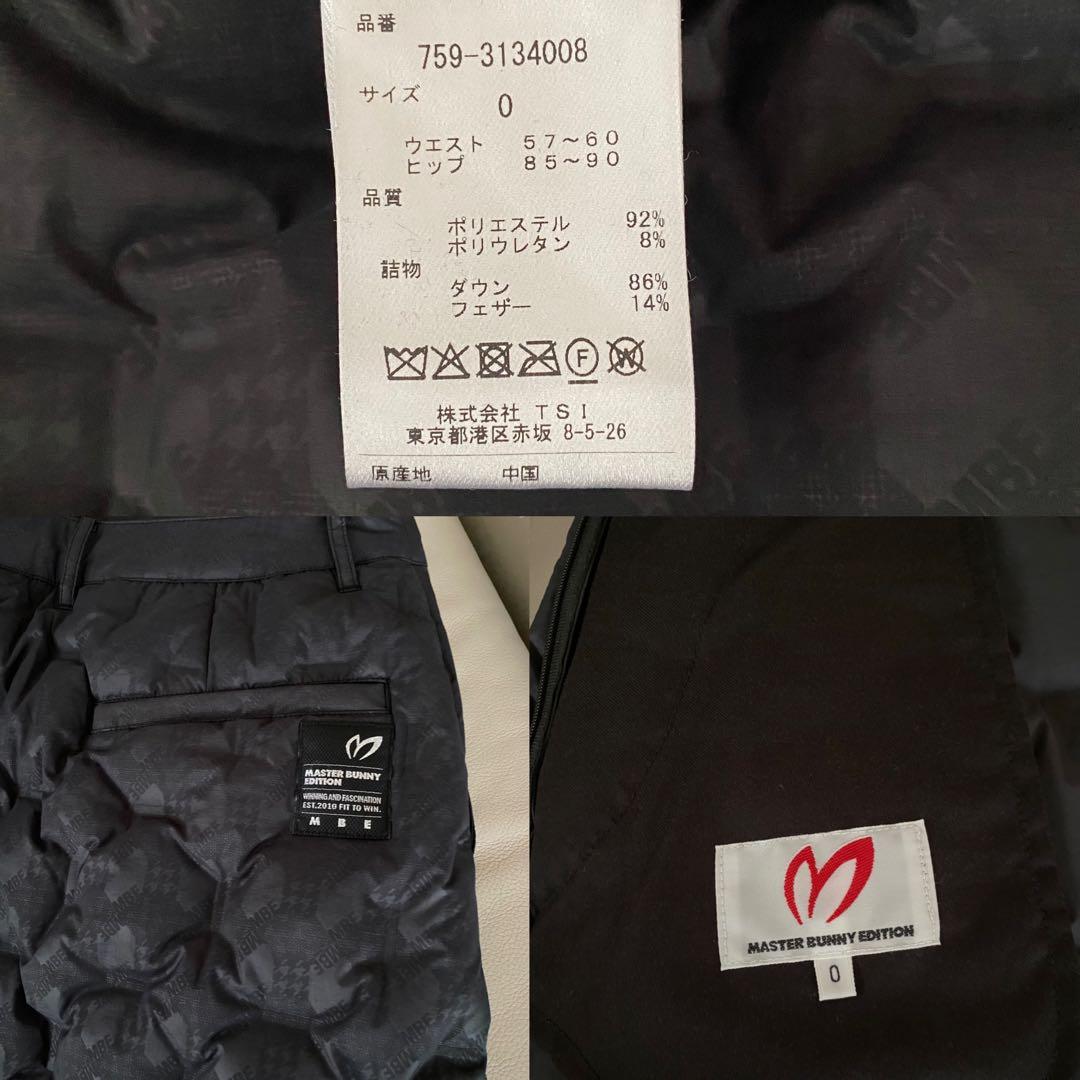 品番
759-3134008
サイズ
0
ウエスト 57～60
ヒップ 85～90
品質
ポリエステル 92%
ポリウレタン 8%
詰物
ダウン 86%
フェザー 14%
F W
株式会社 TSI
東京都港区赤坂 8-5-26
原産地 中国
MASTER BUNNY
EDITION
WINNING AND FASCINATION
EST.2010 FIT TO WIN.
M B E
MASTER BUNNY EDITION
0